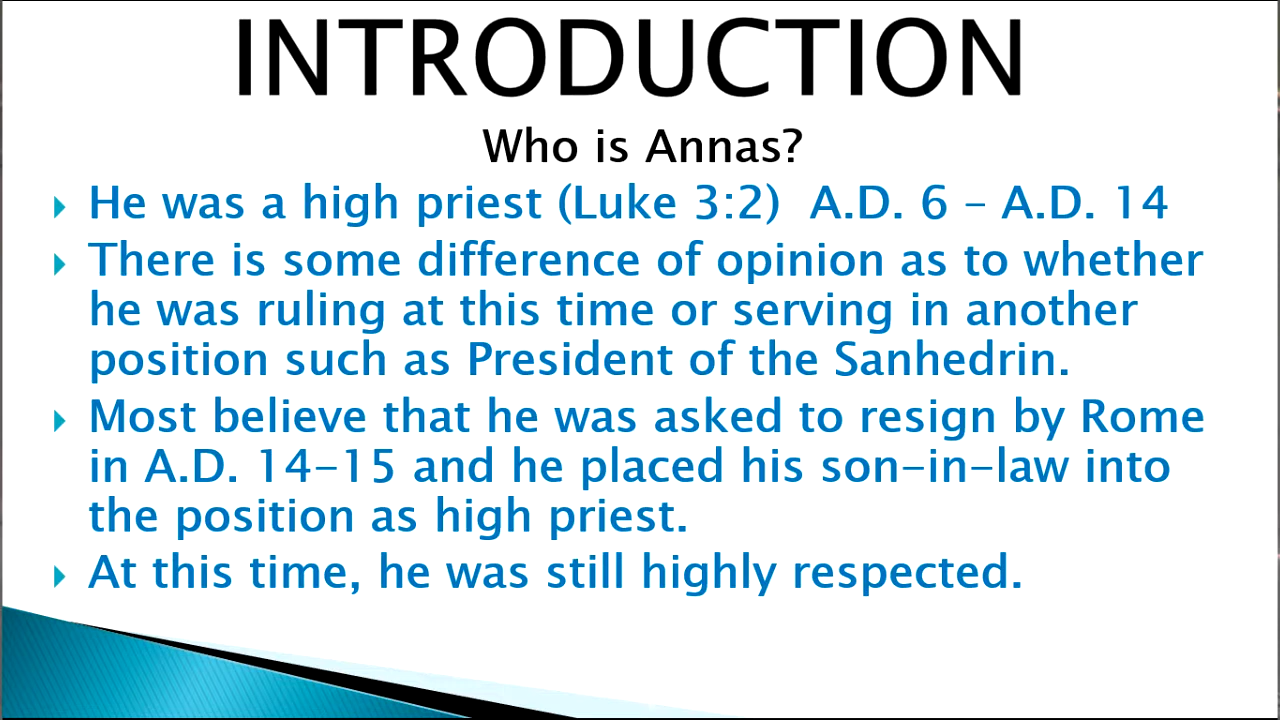 INTRODUCTION
Who is Annas?
He was a high priest (Luke 3:2) A.D. 6 – A.D. 14
There is some difference of opinion as to whether
he was ruling at this time or serving in another
position such as President of the Sanhedrin.
Most believe that he was asked to resign by Rome
in A.D. 14-15 and he placed his son-in-law into
the position as high priest.
At this time, he was still highly respected.